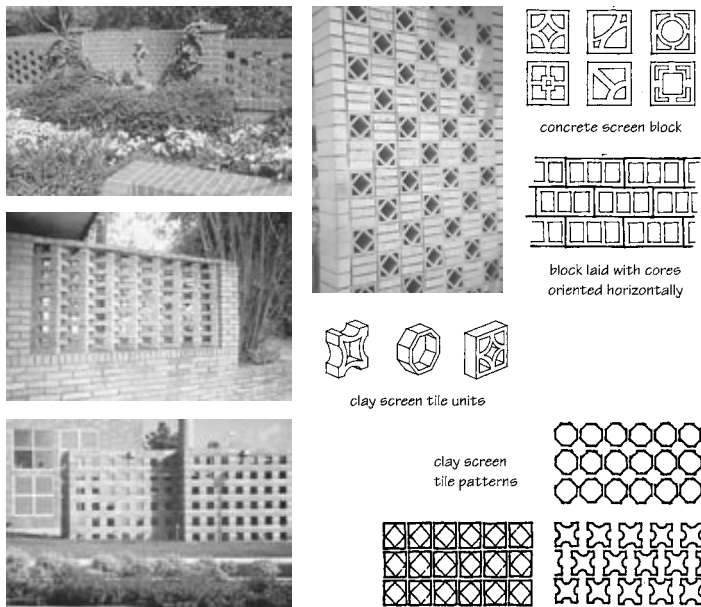 concrete screen block
block laid with cores
oriented horizontally
clay screen tile units
clay screen
tile patterns